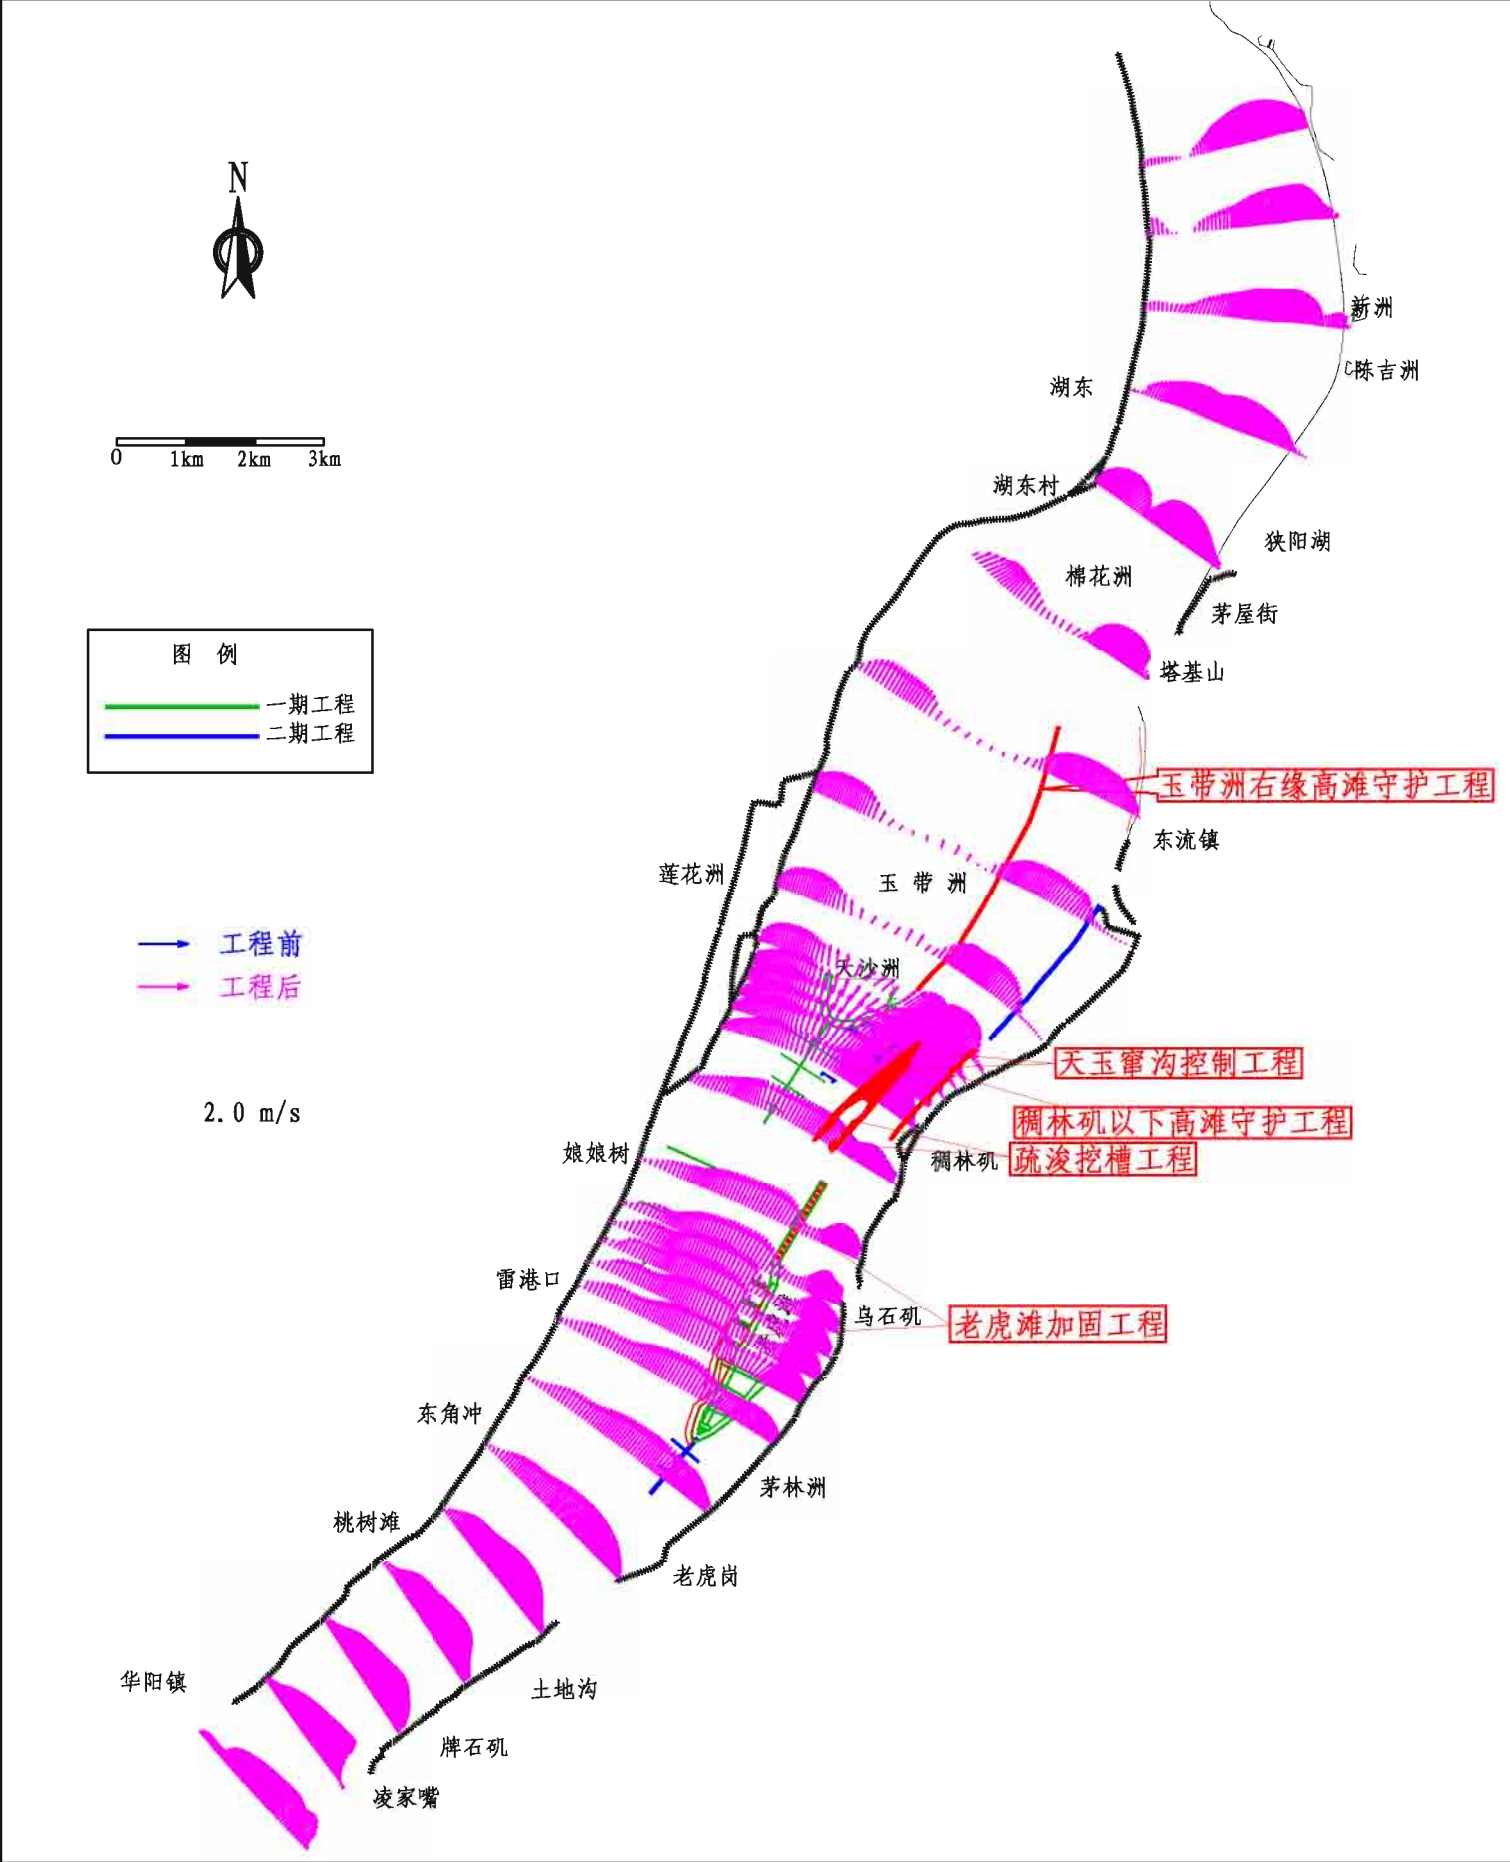 N
新洲
陈吉洲
湖东
0 1km 2km 3km
湖东村
狭阳湖
棉花洲
茅屋街
图 例
塔基山
一期工程
二期工程
玉带洲右缘高滩守护工程
东流镇
莲花洲
玉 带 洲
工程前
天沙洲
工程后
天玉窜沟控制工程
2.0 m/s
稠林矶以下高滩守护工程
娘娘树
稠林矶
疏浚挖槽工程
雷港口
老虎滩
乌石矶
老虎滩加固工程
东角冲
茅林洲
桃树滩
老虎岗
华阳镇
土地沟
牌石矶
凌家嘴